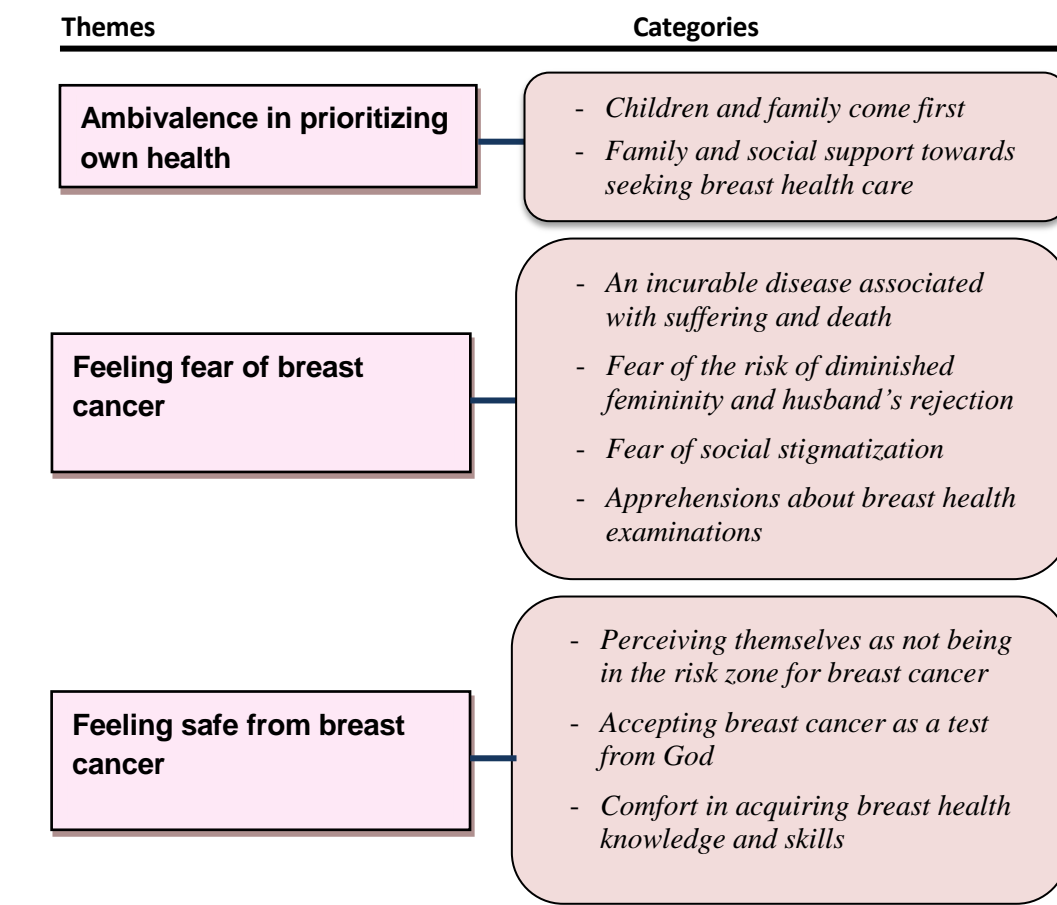 Themes Categories
Ambivalence in prioritizing
own health
- Children and family come first
- Family and social support towards
seeking breast health care
Feeling fear of breast
cancer
- An incurable disease associated
with suffering and death
- Fear of the risk of diminished
femininity and husband’s rejection
- Fear of social stigmatization
- Apprehensions about breast health
examinations
Feeling safe from breast
cancer
- Perceiving themselves as not being
in the risk zone for breast cancer
- Accepting breast cancer as a test
from God
- Comfort in acquiring breast health
knowledge and skills